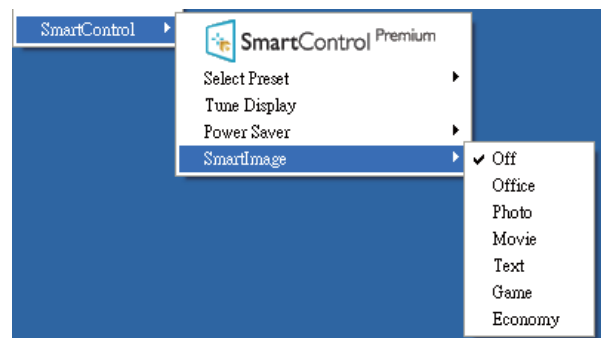 SmartControl
SmartControl Premium
Select Preset
Tune Display
Power Saver
SmartImage
Off
Office
Photo
Movie
Text
Game
Economy